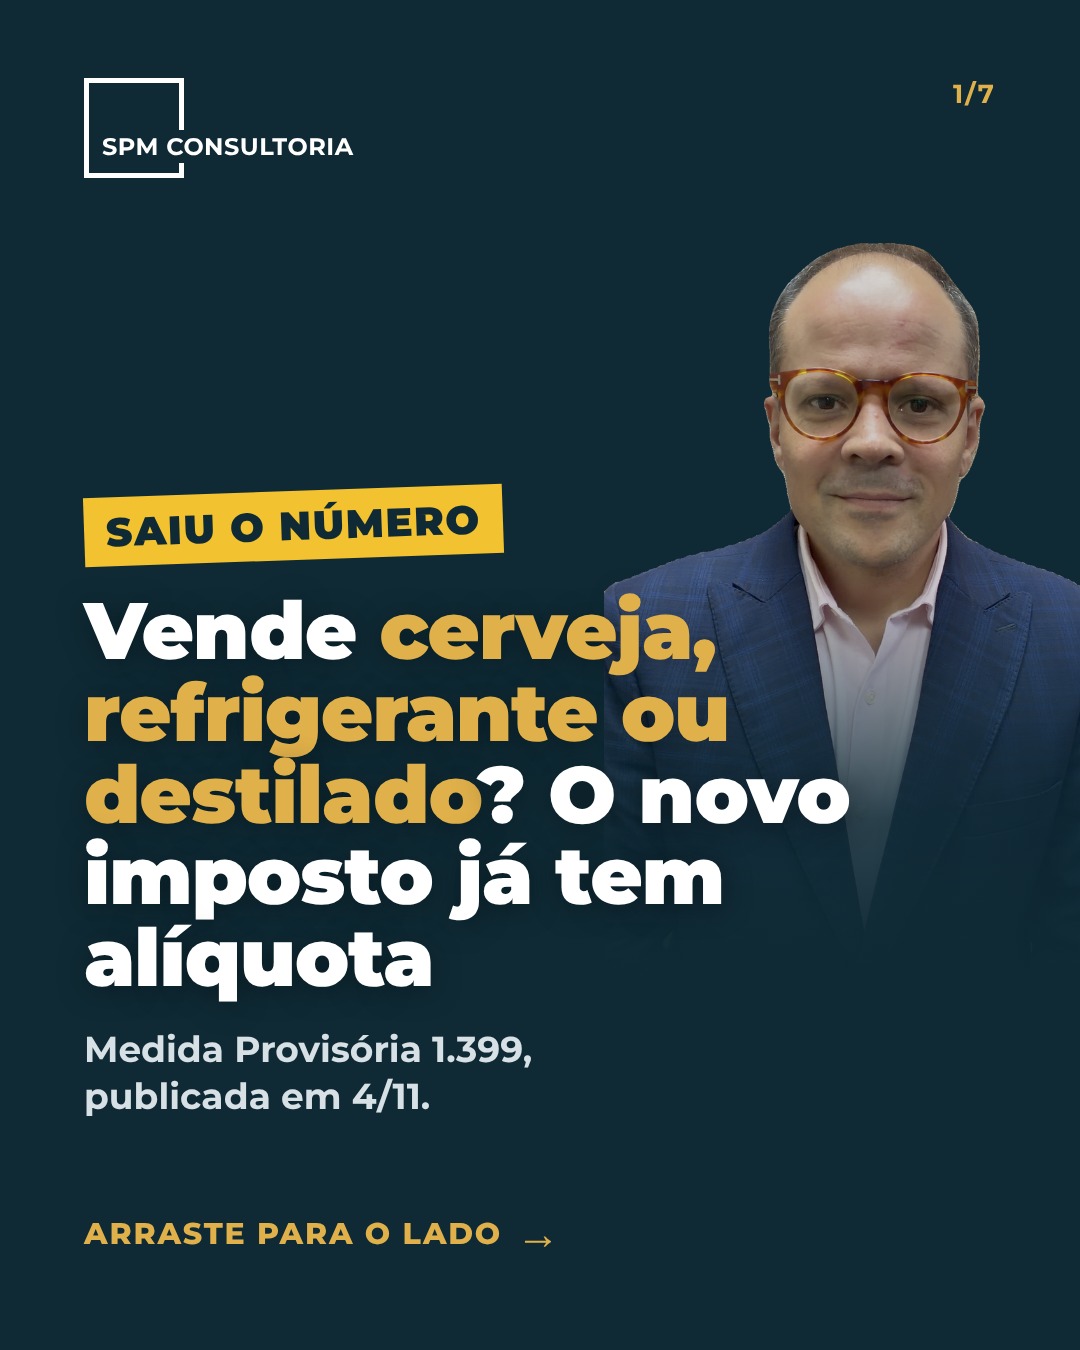 SPM CONSULTORIA
1/7
SAIU O NÚMERO
Vende cerveja,
refrigerante ou
destilado? O novo
imposto já tem
alíquota
Medida Provisória 1.399,
publicada em 4/11.
ARRASTE PARA O LADO →